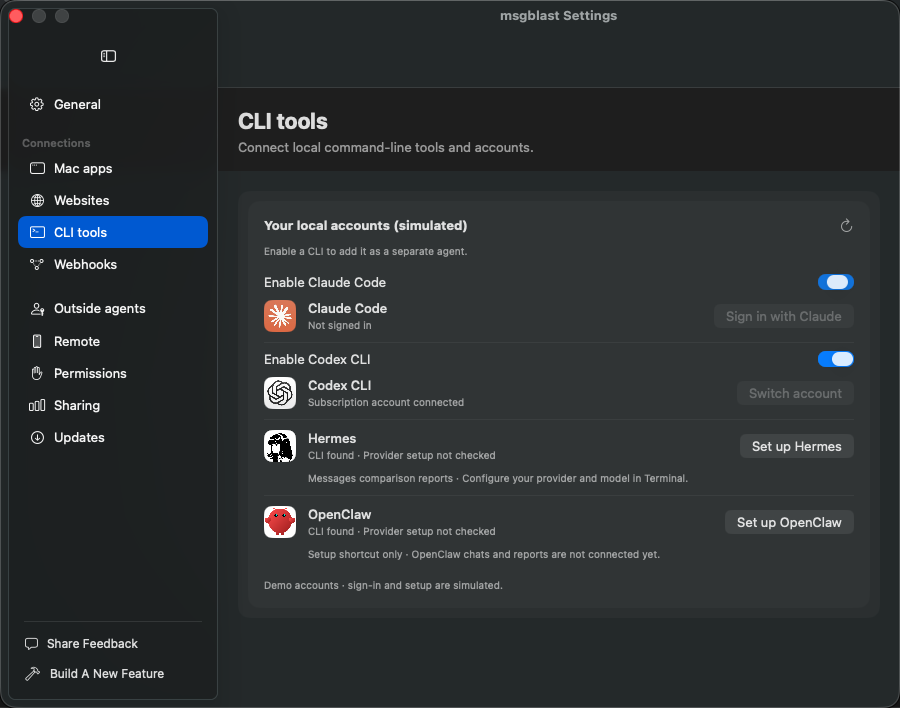 msgblast Settings
General
Connections
Mac apps
Websites
CLI tools
Webhooks
Outside agents
Remote
Permissions
Sharing
Updates
Share Feedback
Build A New Feature
CLI tools
Connect local command-line tools and accounts.
Your local accounts (simulated)
Enable a CLI to add it as a separate agent.
Enable Claude Code
Claude Code
Not signed in
Sign in with Claude
Enable Codex CLI
Codex CLI
Subscription account connected
Switch account
Hermes
CLI found · Provider setup not checked
Set up Hermes
Messages comparison reports · Configure your provider and model in Terminal.
OpenClaw
CLI found · Provider setup not checked
Set up OpenClaw
Setup shortcut only · OpenClaw chats and reports are not connected yet.
Demo accounts · sign-in and setup are simulated.